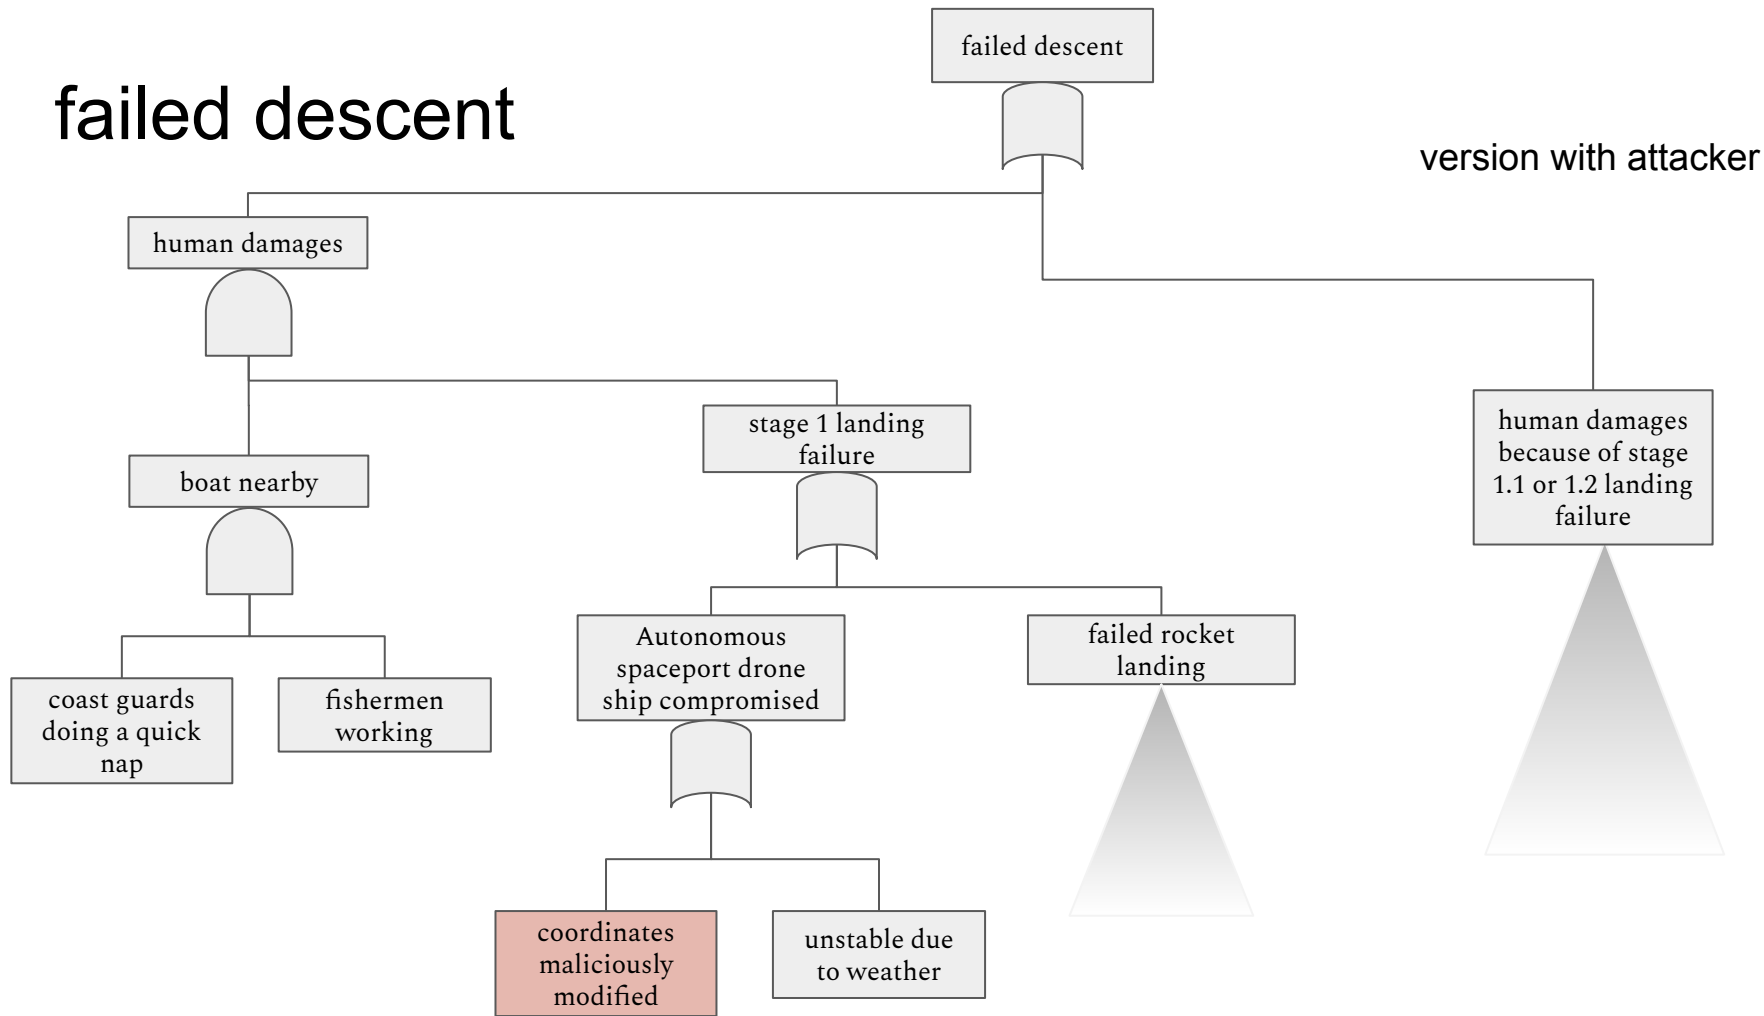 failed descent
failed descent
version with attacker
human damages
stage 1 landing
failure
human damages
because of stage
1.1 or 1.2 landing
failure
boat nearby
Autonomous
spaceport drone
ship compromised
failed rocket
landing
coast guards
doing a quick
nap
fishermen
working
coordinates
maliciously
modified
unstable due
to weather